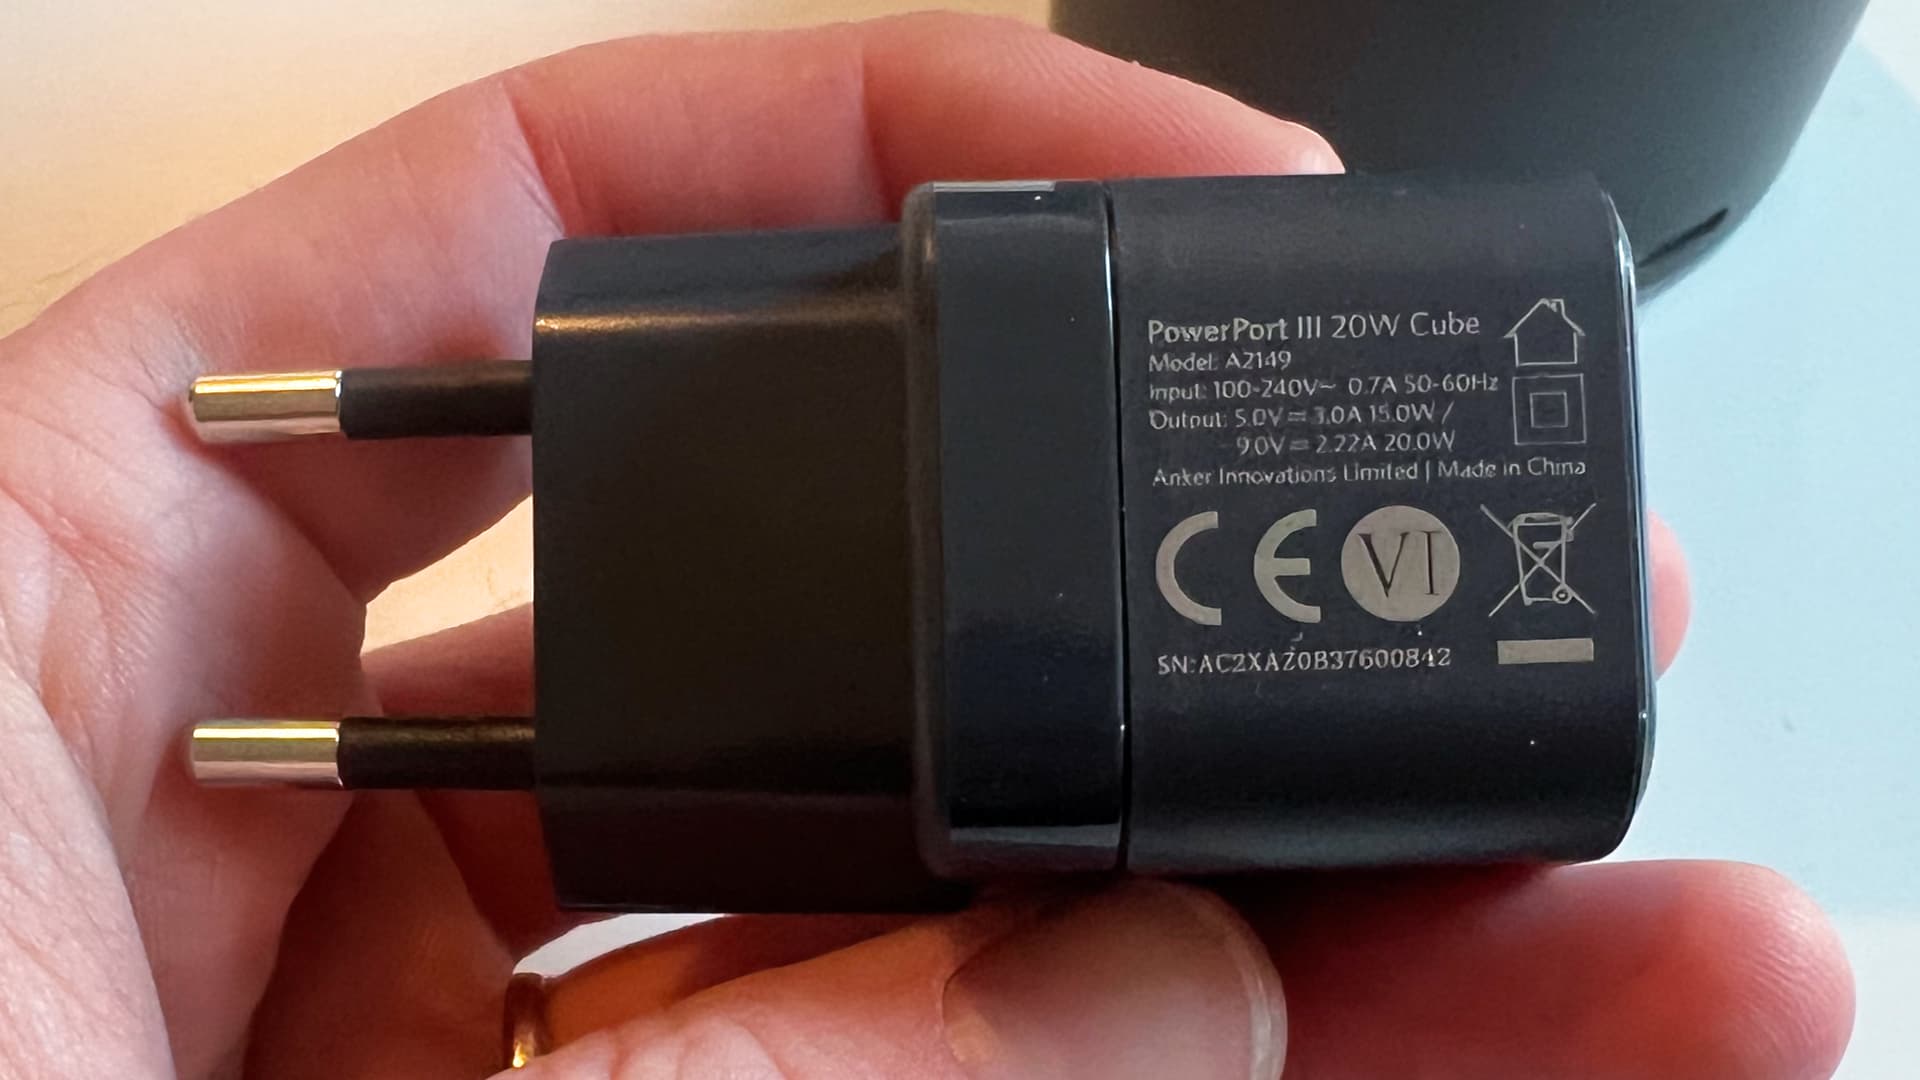 PowerPort III 20W Cube
Model: A2149
Input: 100-240V~ 0.7A 50-60Hz
Output: 5.0V⎓3.0A 15.0W /
9.0V⎓2.22A 20.0W
Anker Innovations Limited | Made in China
CE VI
SN:AC2XAZ0B37600842